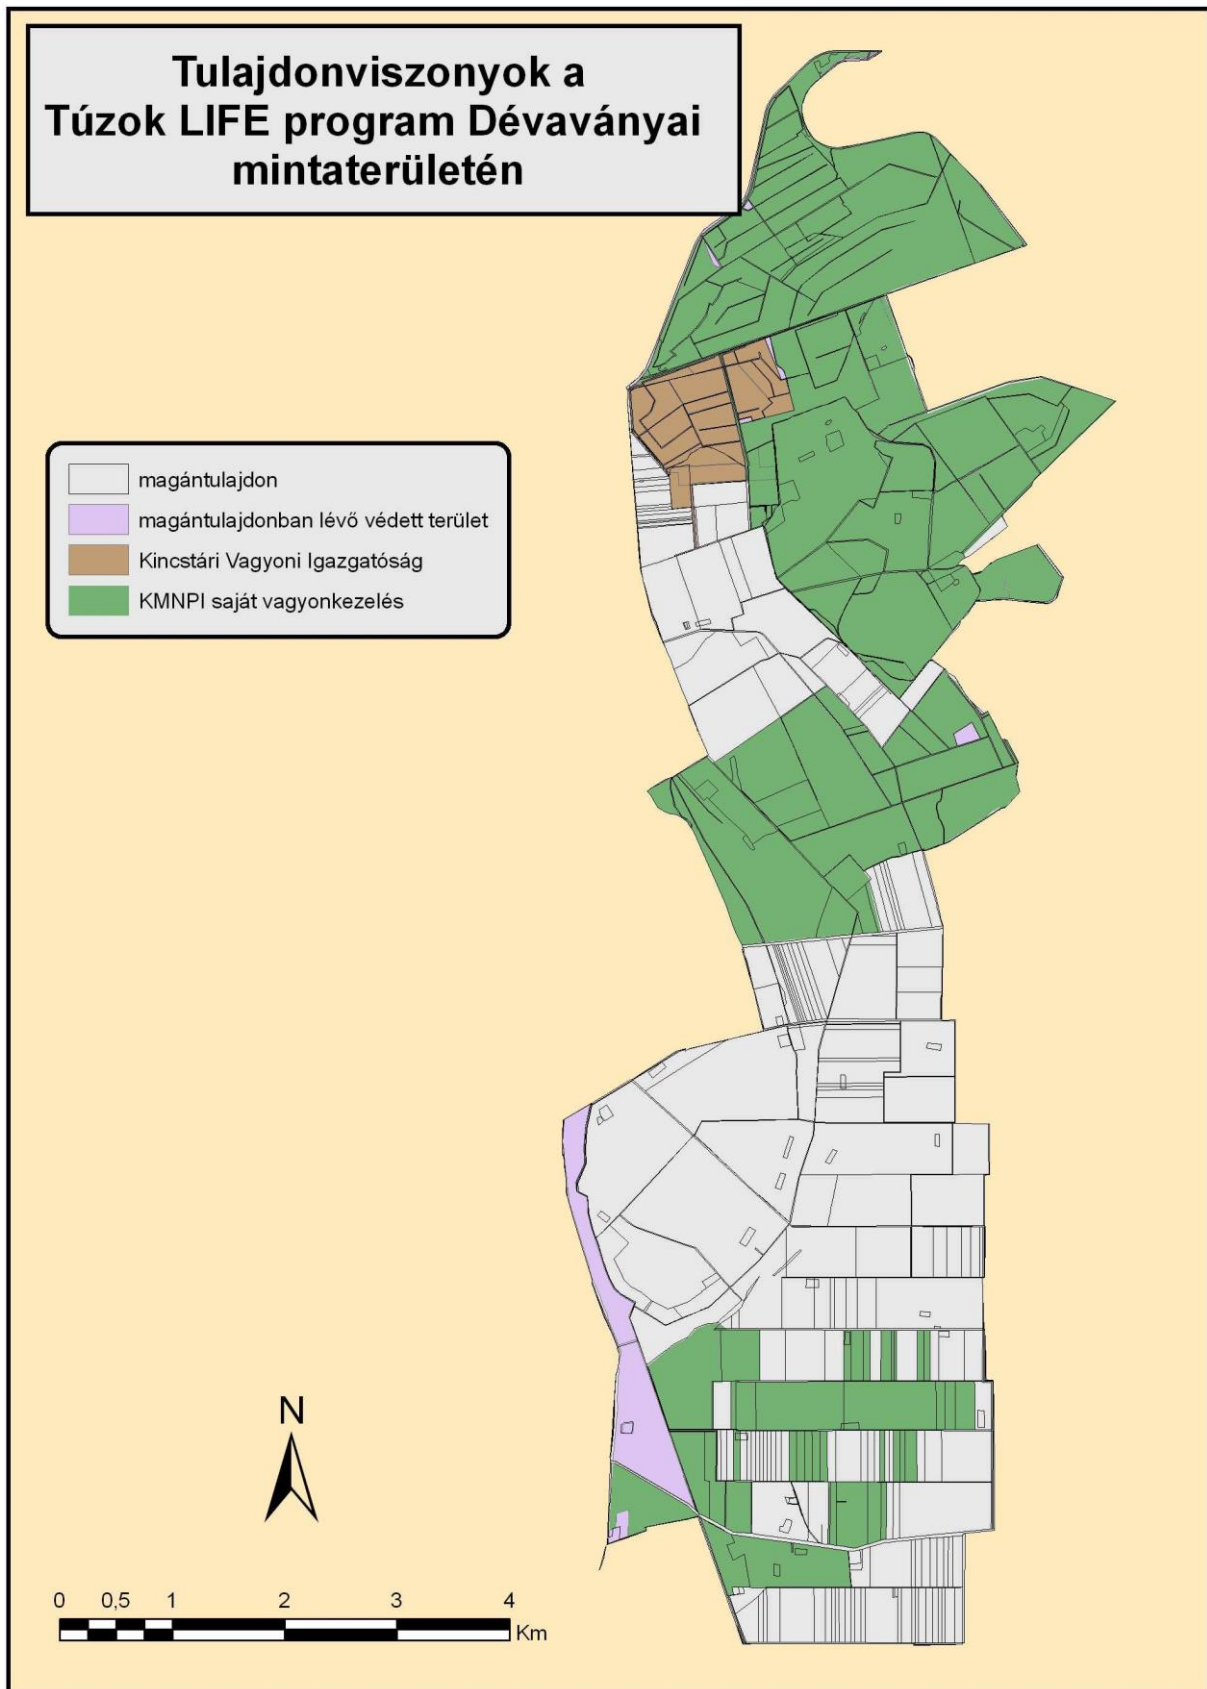 Tulajdonviszonyok a
Túzok LIFE program Dévaványai
mintaterületén
magántulajdon
magántulajdonban lévő védett terület
Kincstári Vagyoni Igazgatóság
KMNPI saját vagyonkezelés
N
0 0,5 1 2 3 4
Km